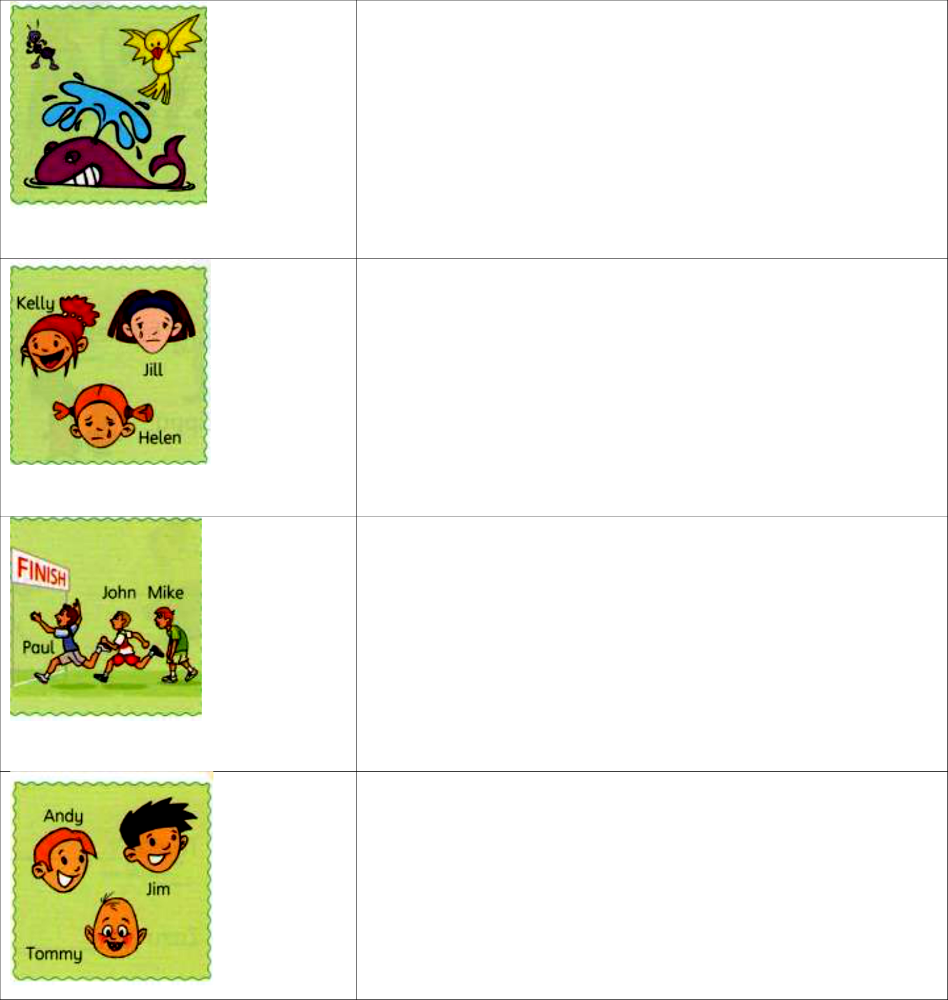 Kelly
Jill
Helen
FINISH
John Mike
Paul
Andy
Jim
Tommy